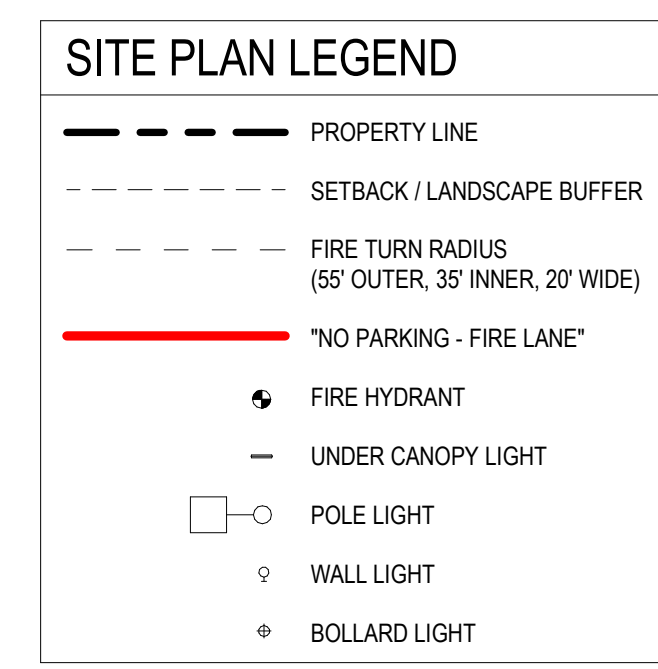 SITE PLAN LEGEND
PROPERTY LINE
SETBACK / LANDSCAPE BUFFER
FIRE TURN RADIUS
(55' OUTER, 35' INNER, 20' WIDE)
"NO PARKING - FIRE LANE"
FIRE HYDRANT
UNDER CANOPY LIGHT
POLE LIGHT
WALL LIGHT
BOLLARD LIGHT